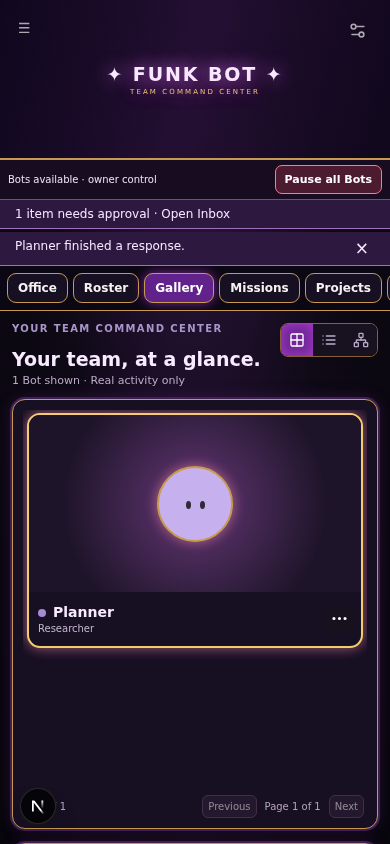 ✦ FUNK BOT ✦
TEAM COMMAND CENTER
Bots available · owner control
Pause all Bots
1 item needs approval · Open Inbox
Planner finished a response.
×
Office Roster Gallery Missions Projects
YOUR TEAM COMMAND CENTER
Your team, at a glance.
1 Bot shown · Real activity only
Planner
Researcher
N 1 Previous Page 1 of 1 Next